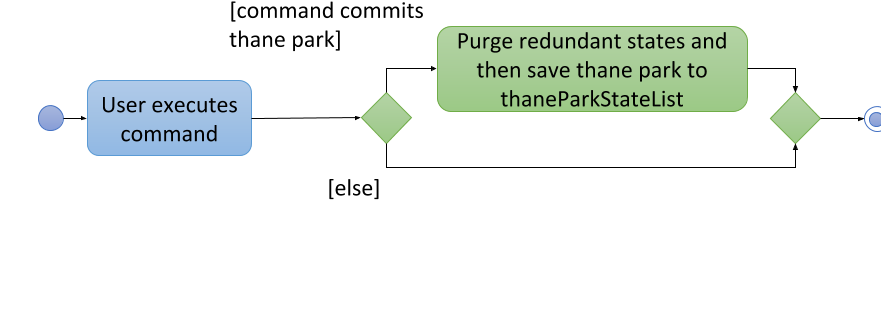 [command commits
thane park]
Purge redundant states and
then save thane park to
thaneParkStateList
User executes
command
[else]